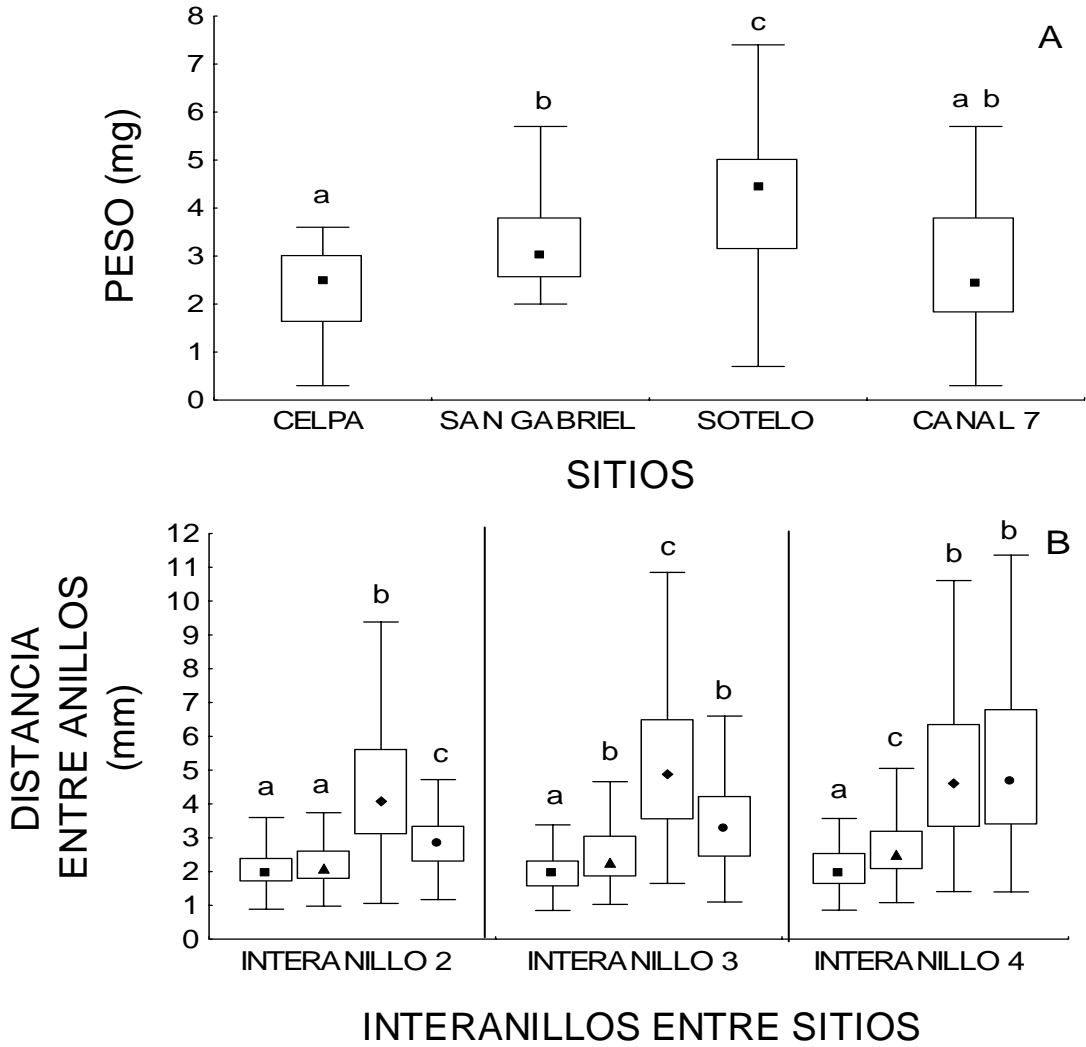 A
8
7
6
5
4
3
2
1
0
PESO (mg)
a
b
c
a b
CELPA
SAN GABRIEL
SOTELO
CANAL 7
SITIOS
B
12
11
10
9
8
7
6
5
4
3
2
1
0
DISTANCIA
ENTRE ANILLOS
(mm)
a
a
b
c
a
b
c
b
a
c
b
b
INTERANILLO 2
INTERANILLO 3
INTERANILLO 4
INTERANILLOS ENTRE SITIOS